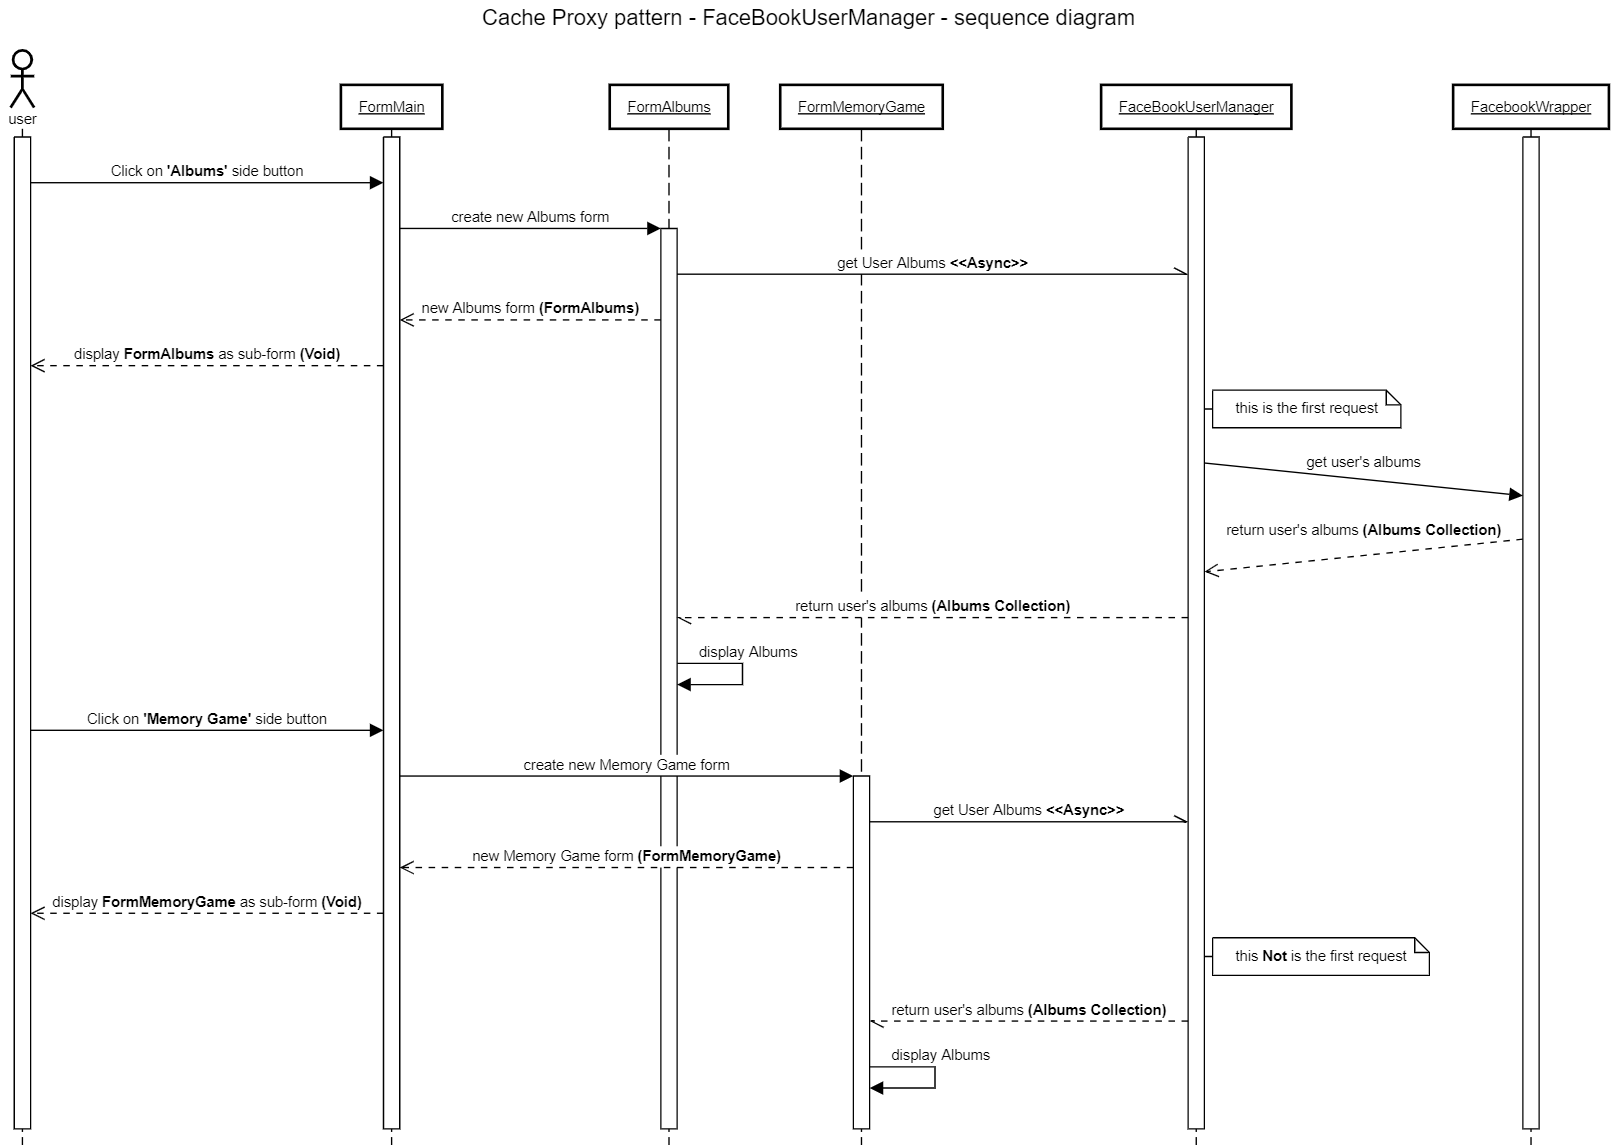 Cache Proxy pattern - FaceBookUserManager - sequence diagram
user
FormMain
FormAlbums
FormMemoryGame
FaceBookUserManager
FacebookWrapper
Click on 'Albums' side button
create new Albums form
get User Albums <<Async>>
new Albums form (FormAlbums)
display FormAlbums as sub-form (Void)
this is the first request
get user's albums
return user's albums (Albums Collection)
return user's albums (Albums Collection)
display Albums
Click on 'Memory Game' side button
create new Memory Game form
get User Albums <<Async>>
new Memory Game form (FormMemoryGame)
display FormMemoryGame as sub-form (Void)
this Not is the first request
return user's albums (Albums Collection)
display Albums